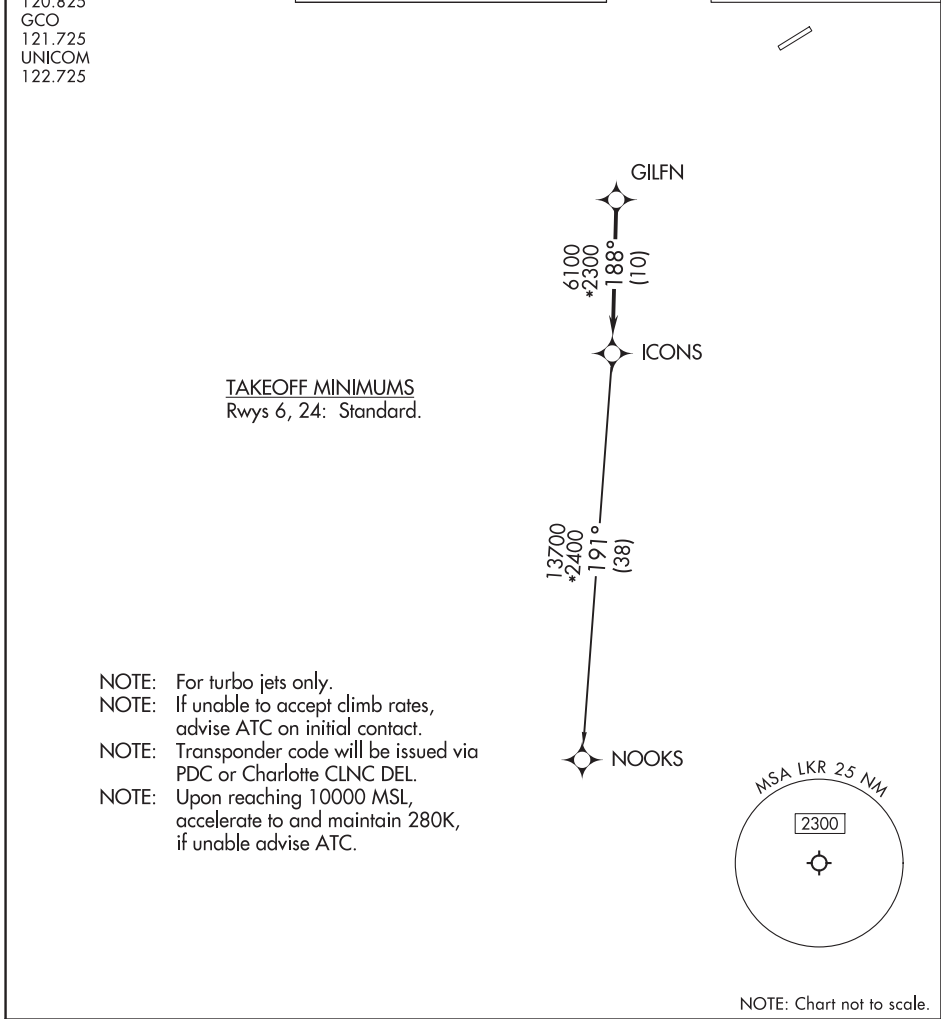 120.825
GCO
121.725
UNICOM
122.725
GILFN
6100
*2300
188°
(10)
ICONS
TAKEOFF MINIMUMS
Rwys 6, 24: Standard.
13700
*2400
191°
(38)
NOOKS
NOTE: For turbo jets only.
NOTE: If unable to accept climb rates,
advise ATC on initial contact.
NOTE: Transponder code will be issued via
PDC or Charlotte CLNC DEL.
NOTE: Upon reaching 10000 MSL,
accelerate to and maintain 280K,
if unable advise ATC.
MSA LKR 25 NM
2300
NOTE: Chart not to scale.